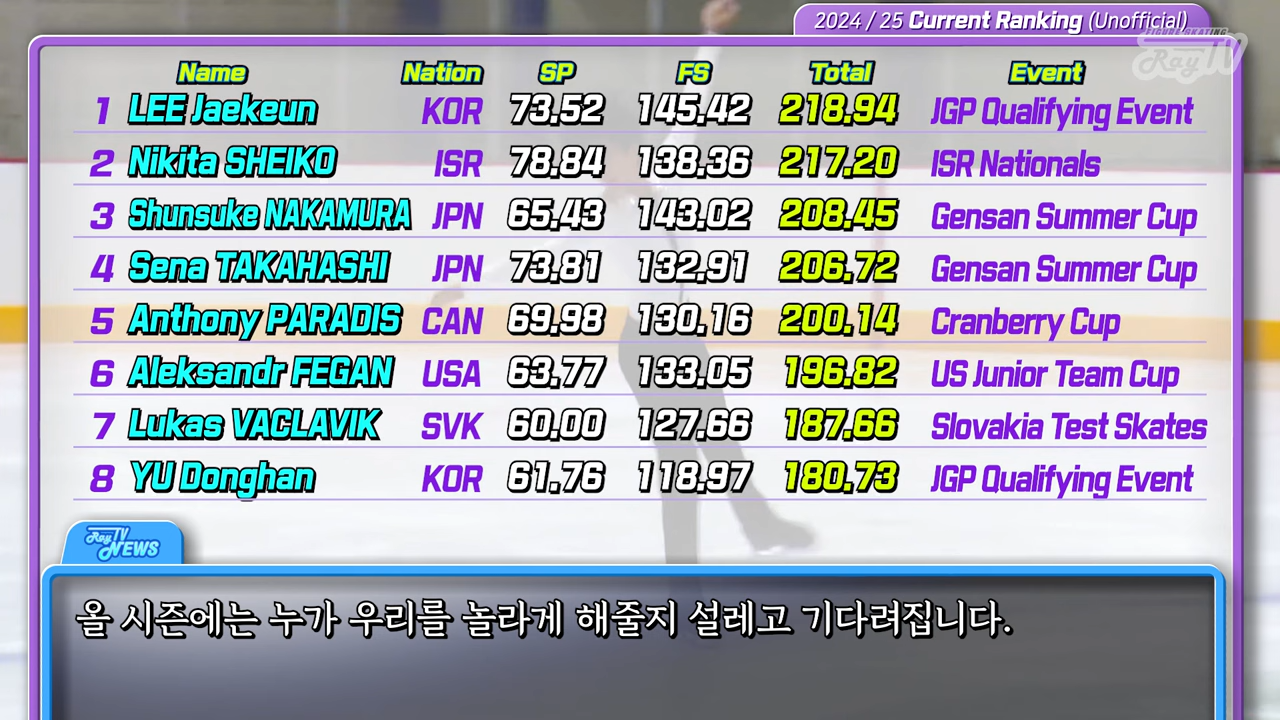 2024 / 25 Current Ranking (Unofficial)
FIGURE SKATING
Ray TV
Name Nation SP FS Total Event
1 LEE Jaekeun KOR 73.52 145.42 218.94 JGP Qualifying Event
2 Nikita SHEIKO ISR 78.84 138.36 217.20 ISR Nationals
3 Shunsuke NAKAMURA JPN 65.43 143.02 208.45 Gensan Summer Cup
4 Sena TAKAHASHI JPN 73.81 132.91 206.72 Gensan Summer Cup
5 Anthony PARADIS CAN 69.98 130.16 200.14 Cranberry Cup
6 Aleksandr FEGAN USA 63.77 133.05 196.82 US Junior Team Cup
7 Lukas VACLAVIK SVK 60.00 127.66 187.66 Slovakia Test Skates
8 YU Donghan KOR 61.76 118.97 180.73 JGP Qualifying Event
Ray TV
NEWS
올 시즌에는 누가 우리를 놀라게 해줄지 설레고 기다려집니다.